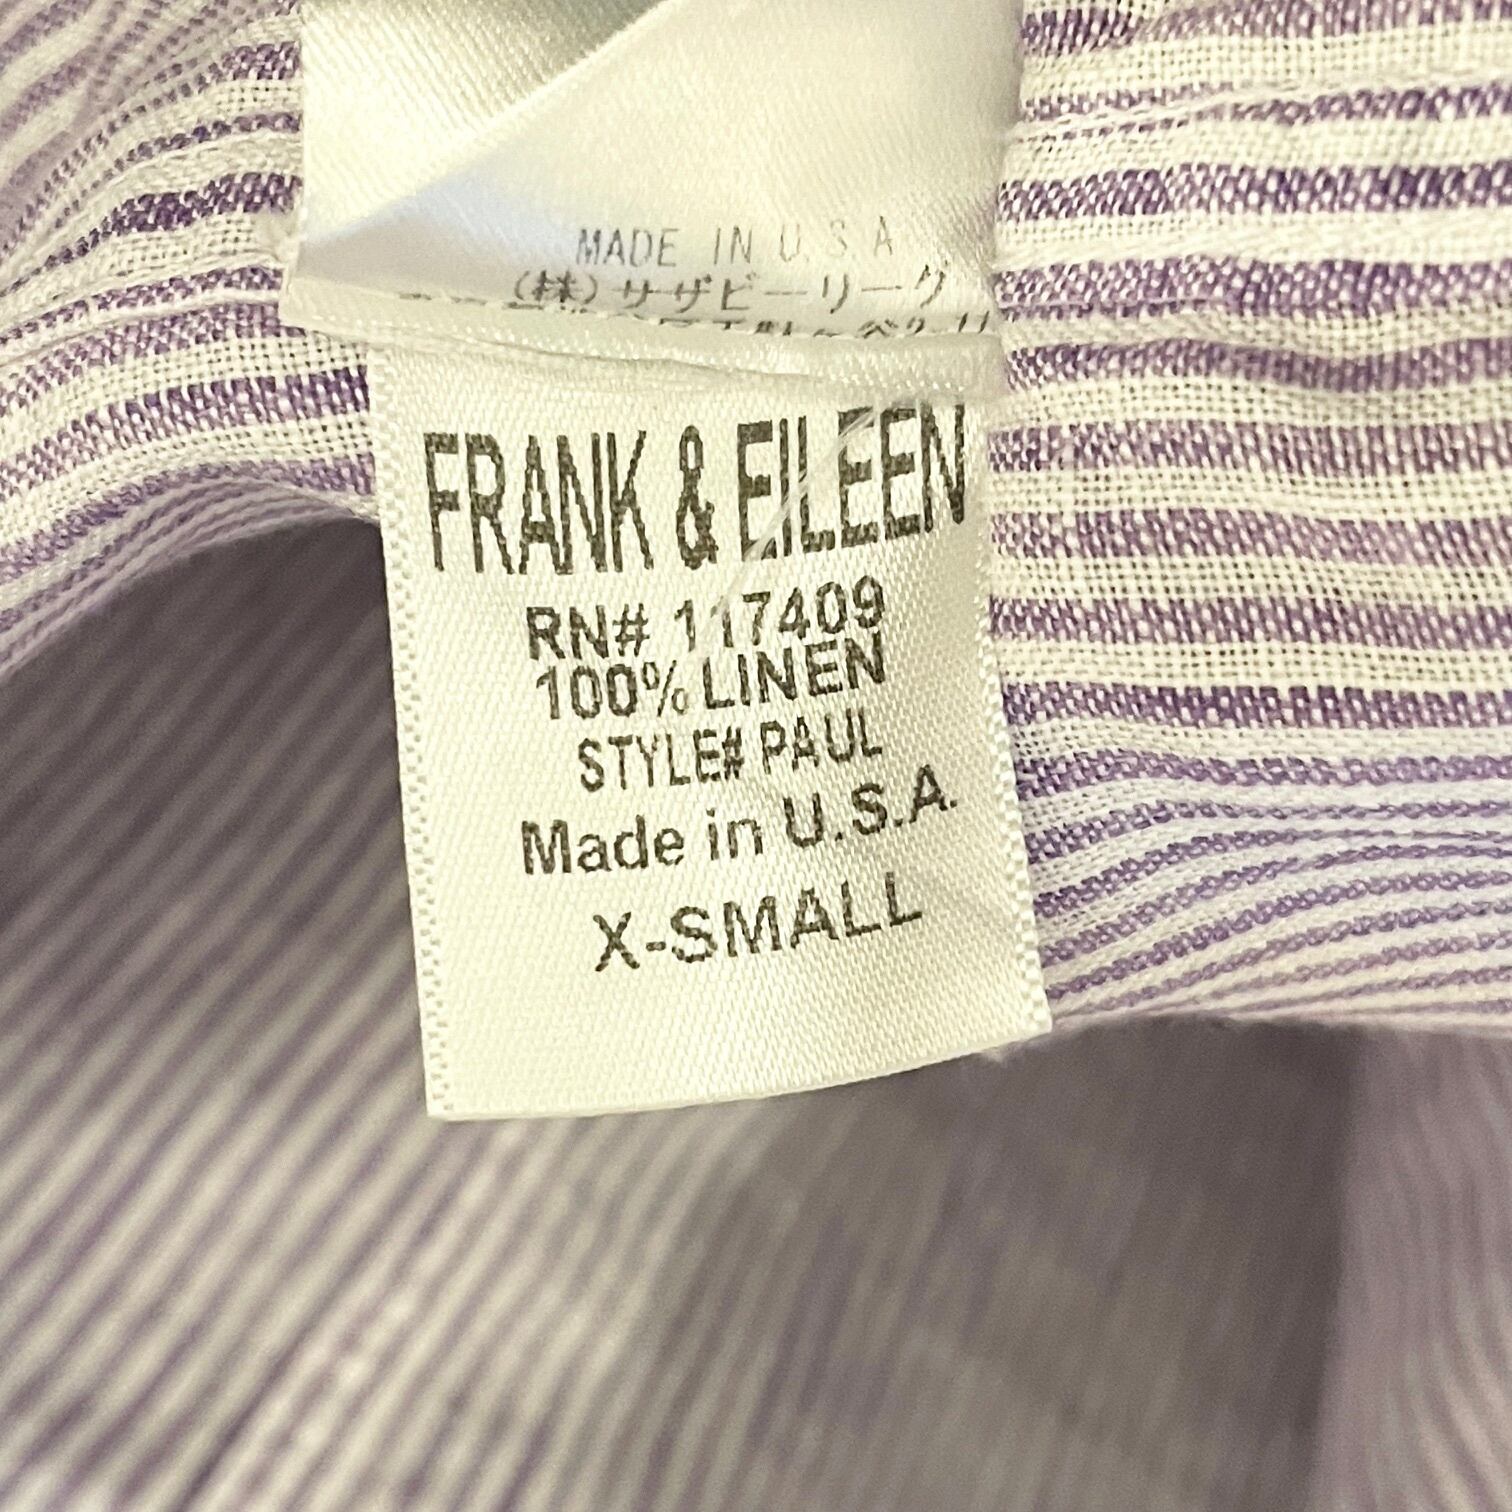 MADE IN U.S.A
(株)サザビーリーグ
FRANK & EILEEN
RN# 117409
100% LINEN
STYLE# PAUL
Made in U.S.A.
X-SMALL